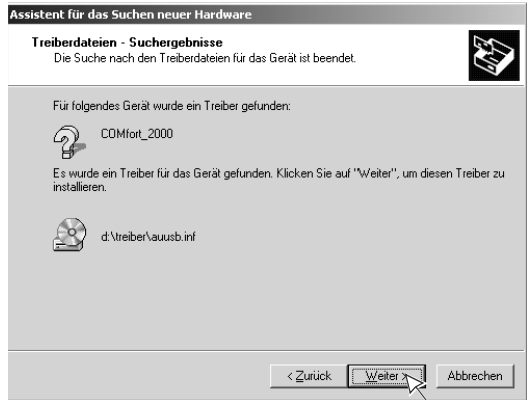 Assistent für das Suchen neuer Hardware
Treiberdateien - Suchergebnisse
Die Suche nach den Treiberdateien für das Gerät ist beendet.
Für folgendes Gerät wurde ein Treiber gefunden:
COMfort_2000
Es wurde ein Treiber für das Gerät gefunden. Klicken Sie auf "Weiter", um diesen Treiber zu
installieren.
d:\treiber\auusb.inf
< Zurück Weiter > Abbrechen